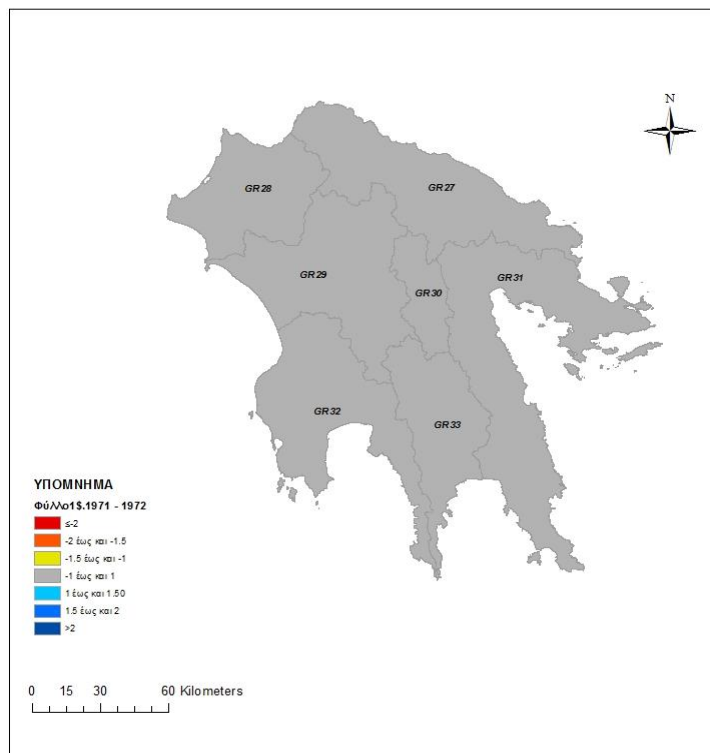 N
GR28
GR27
GR29
GR30
GR31
GR32
GR33
ΥΠΟΜΝΗΜΑ
Φύλλο1$.1971 - 1972
≤-2
-2 έως και -1.5
-1.5 έως και -1
-1 έως και 1
1 έως και 1.50
1.5 έως και 2
>2
0 15 30 60 Kilometers